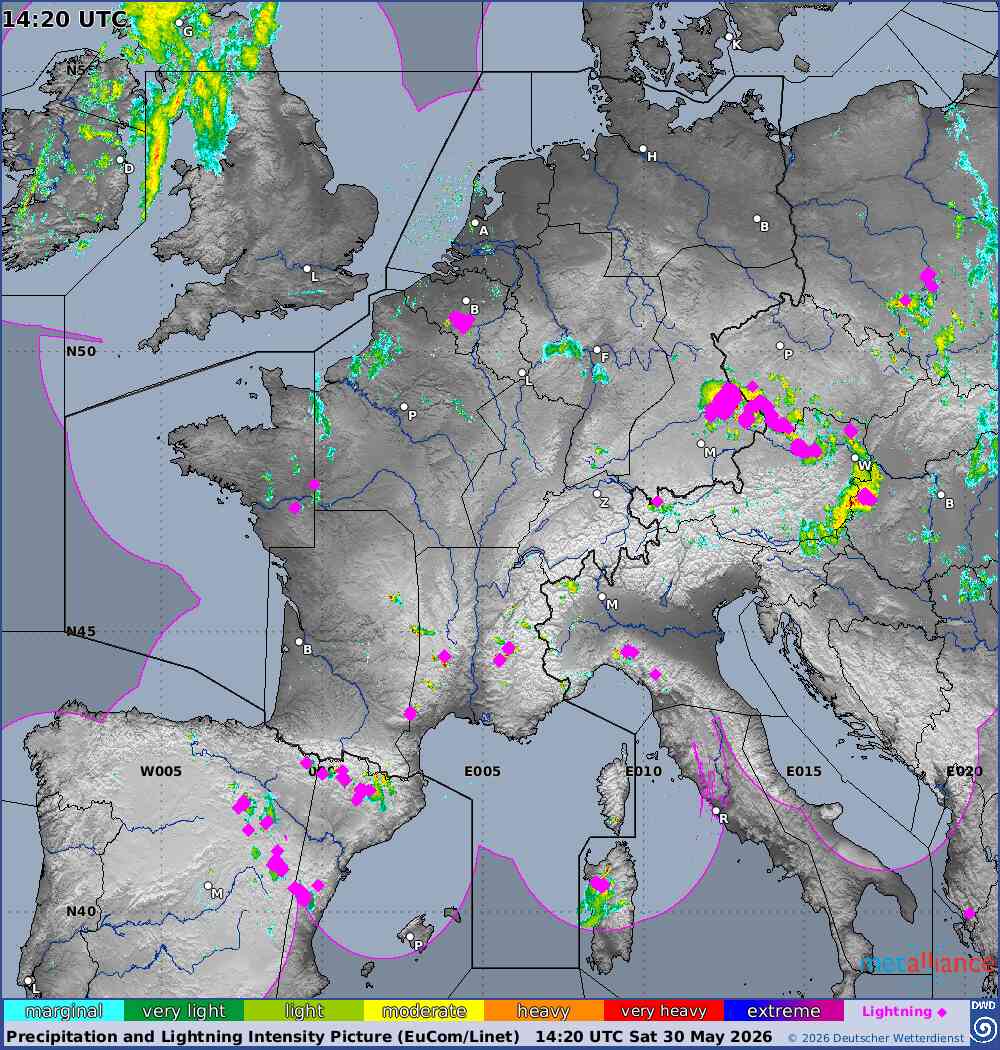 14:20 UTC
G
K
N55
D
H
A
B
L
B
N50
F
P
L
P
M
W
Z
B
M
N45
B
W005
E005
E010
E015
E020
R
M
N40
P
L
metalliance
marginal very light light moderate heavy very heavy extreme Lightning
DWD
Precipitation and Lightning Intensity Picture (EuCom/Linet) 14:20 UTC Sat 30 May 2026 © 2026 Deutscher Wetterdienst